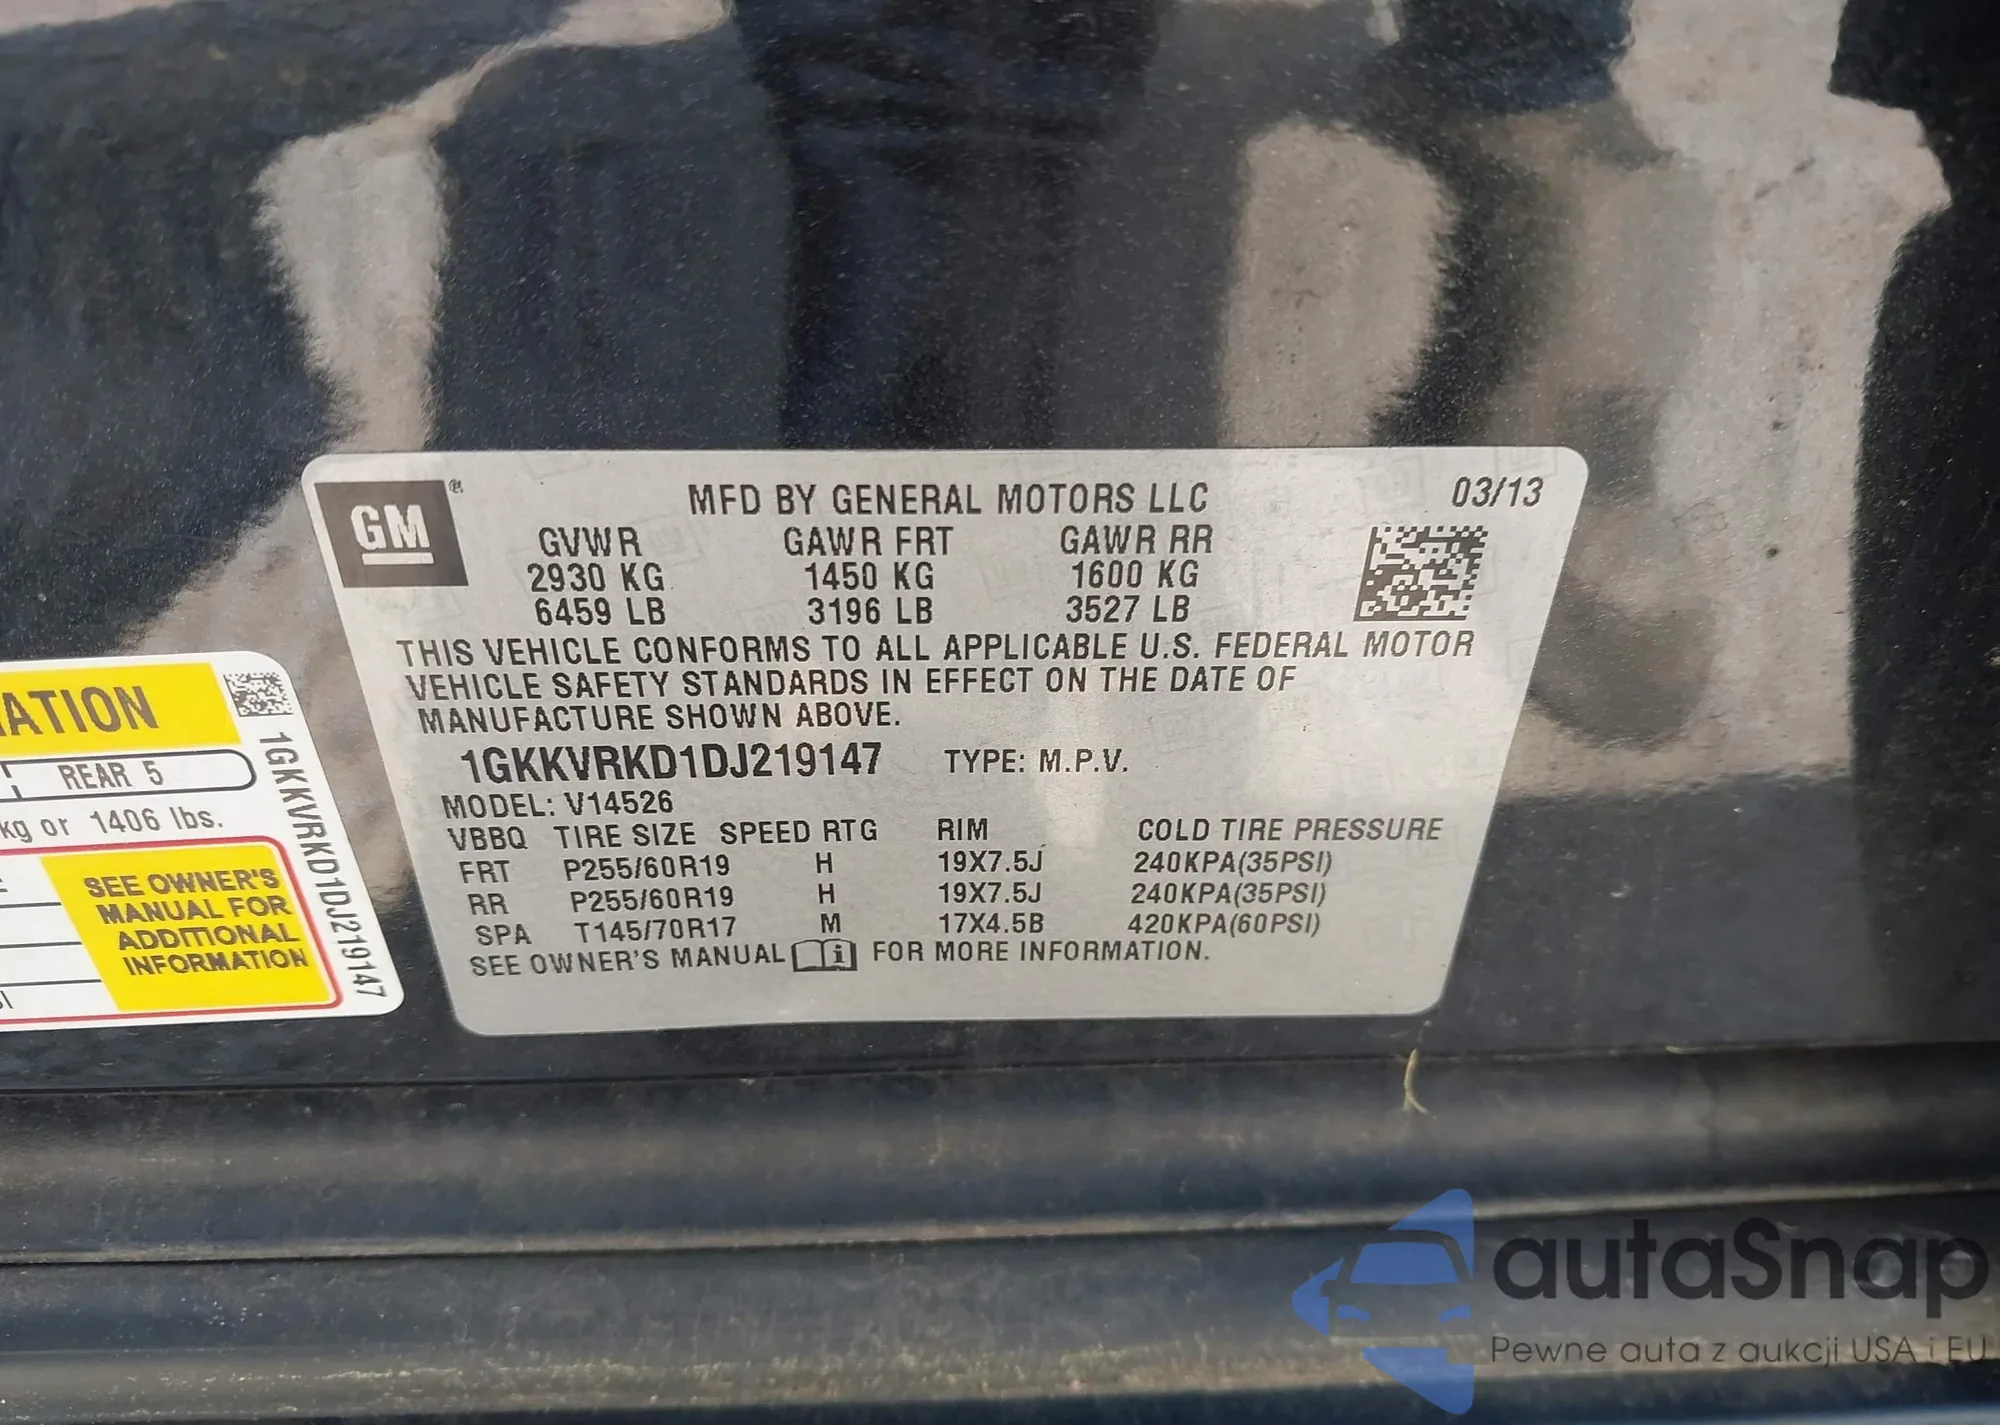 GM®
MFD BY GENERAL MOTORS LLC 03/13
GVWR GAWR FRT GAWR RR
2930 KG 1450 KG 1600 KG
6459 LB 3196 LB 3527 LB
THIS VEHICLE CONFORMS TO ALL APPLICABLE U.S. FEDERAL MOTOR
VEHICLE SAFETY STANDARDS IN EFFECT ON THE DATE OF
MANUFACTURE SHOWN ABOVE.
1GKKVRKD1DJ219147 TYPE: M.P.V.
MODEL: V14526
VBBQ TIRE SIZE SPEED RTG RIM COLD TIRE PRESSURE
FRT P255/60R19 H 19X7.5J 240KPA(35PSI)
RR P255/60R19 H 19X7.5J 240KPA(35PSI)
SPA T145/70R17 M 17X4.5B 420KPA(60PSI)
SEE OWNER'S MANUAL i FOR MORE INFORMATION.
ATION
REAR 5
kg or 1406 lbs.
SEE OWNER'S
MANUAL FOR
ADDITIONAL
INFORMATION
1GKKVRKD1DJ219147
autaSnap
Pewne auta z aukcji USA i EU